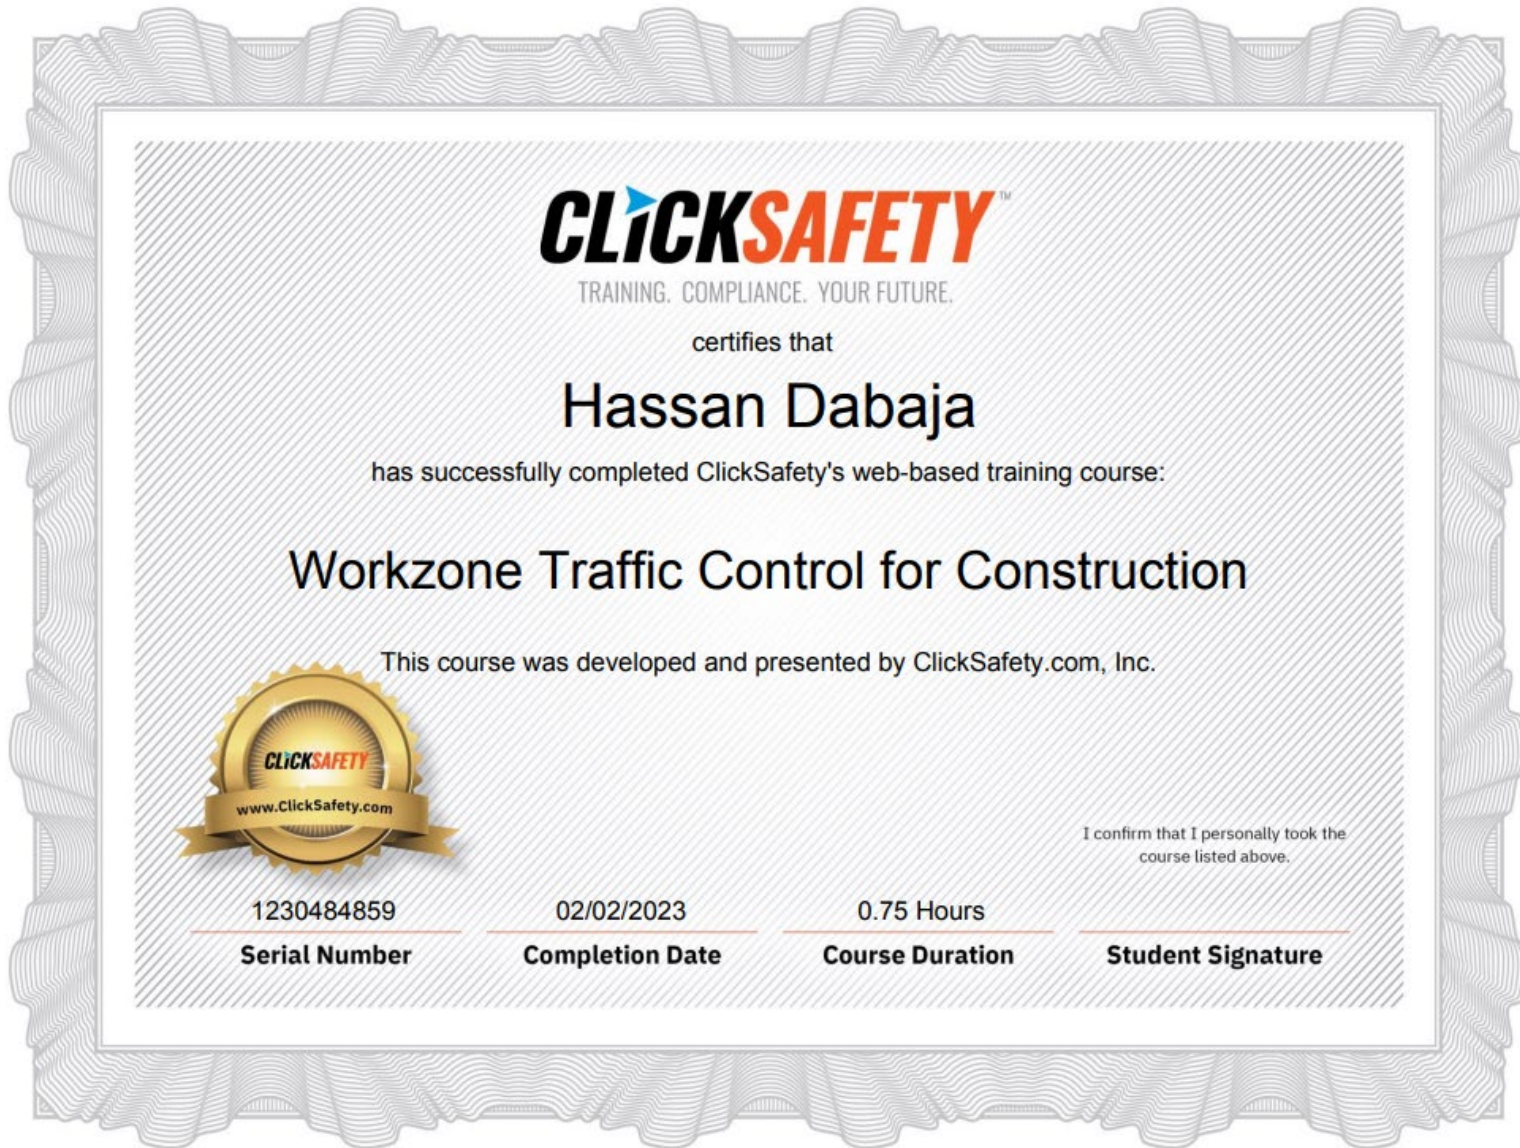 CLICKSAFETY™
TRAINING. COMPLIANCE. YOUR FUTURE.
certifies that
Hassan Dabaja
has successfully completed ClickSafety's web-based training course:
Workzone Traffic Control for Construction
This course was developed and presented by ClickSafety.com, Inc.
CLICKSAFETY
www.ClickSafety.com
I confirm that I personally took the
course listed above.
1230484859
02/02/2023
0.75 Hours
Serial Number
Completion Date
Course Duration
Student Signature